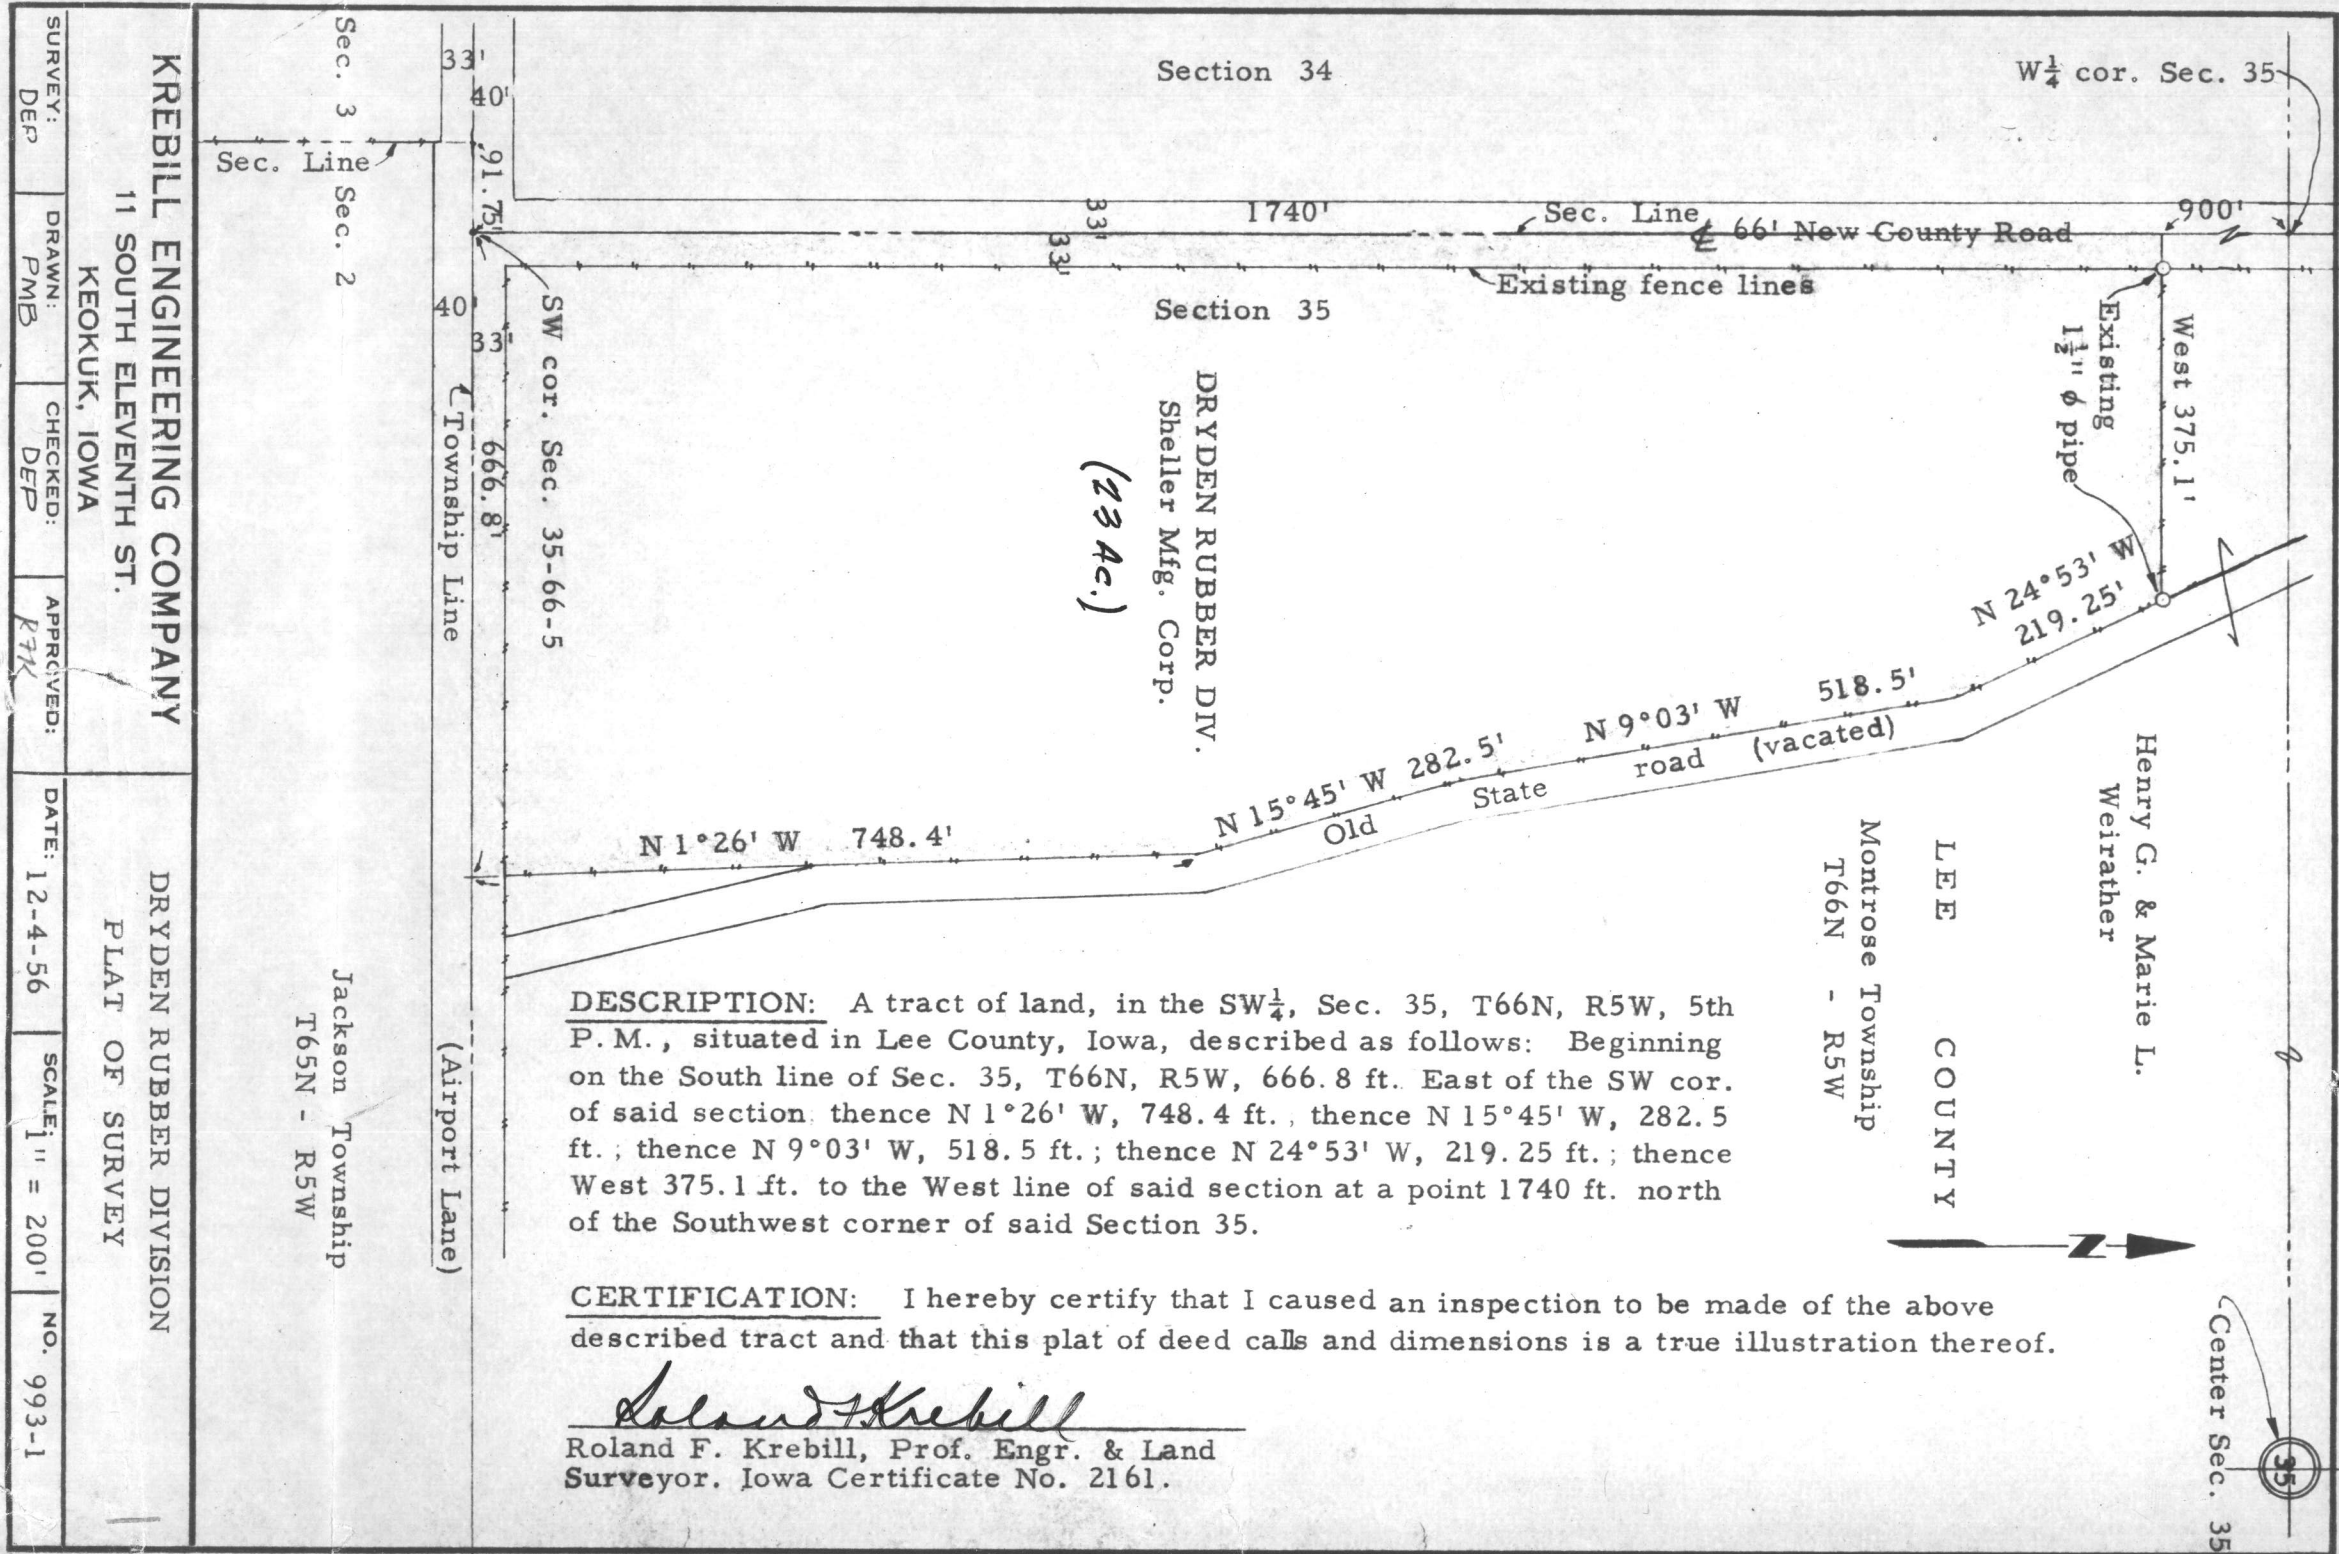 Section 34
W¼ cor. Sec. 35
Sec. 3
33'
40'
Sec. Line
Sec. 2
91.75'
33'
33'
1740'
Sec. Line
℄ 66' New County Road
900'
Existing fence lines
Section 35
40'
33'
SW cor. Sec. 35-66-5
666.8'
Township Line
(Airport Lane)
DRYDEN RUBBER DIV.
Sheller Mfg. Corp.
(23 Ac.)
West 375.1'
Existing
1½" ϕ pipe
N 24°53' W
219.25'
N 9°03' W 518.5'
N 15°45' W 282.5'
N 1°26' W 748.4'
Old State road (vacated)
Henry G. & Marie L.
Weirather
LEE COUNTY
Montrose Township
T66N - R5W
Jackson Township
T65N - R5W
N
Center Sec. 35
35
DESCRIPTION: A tract of land, in the SW¼, Sec. 35, T66N, R5W, 5th
P. M., situated in Lee County, Iowa, described as follows: Beginning
on the South line of Sec. 35, T66N, R5W, 666.8 ft. East of the SW cor.
of said section thence N 1°26' W, 748.4 ft., thence N 15°45' W, 282.5
ft.; thence N 9°03' W, 518.5 ft.; thence N 24°53' W, 219.25 ft.; thence
West 375.1 ft. to the West line of said section at a point 1740 ft. north
of the Southwest corner of said Section 35.
CERTIFICATION: I hereby certify that I caused an inspection to be made of the above
described tract and that this plat of deed calls and dimensions is a true illustration thereof.
Roland F Krebill
Roland F. Krebill, Prof. Engr. & Land
Surveyor. Iowa Certificate No. 2161.
KREBILL ENGINEERING COMPANY
11 SOUTH ELEVENTH ST.
KEOKUK, IOWA
DRYDEN RUBBER DIVISION
PLAT OF SURVEY
SURVEY: DEP
DRAWN: PMB
CHECKED: DEP
APPROVED: RFK
DATE: 12-4-56
SCALE: 1" = 200'
NO. 993-1